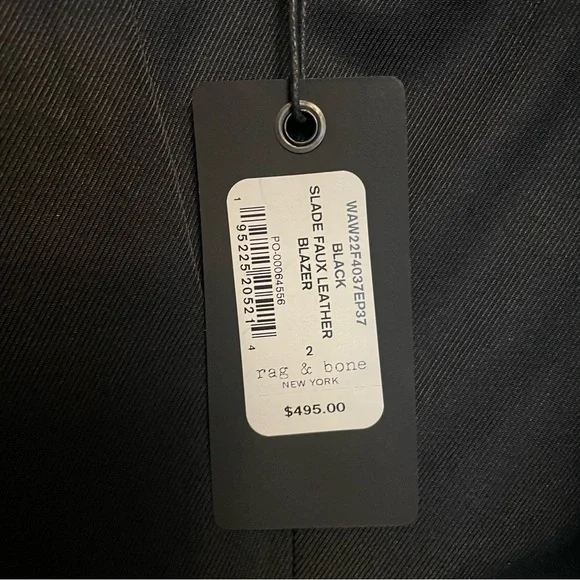 WAW22F4037EP37
BLACK
SLADE FAUX LEATHER
BLAZER
PO-00064556
1 95225 20521 4
2
rag & bone
NEW YORK
$495.00